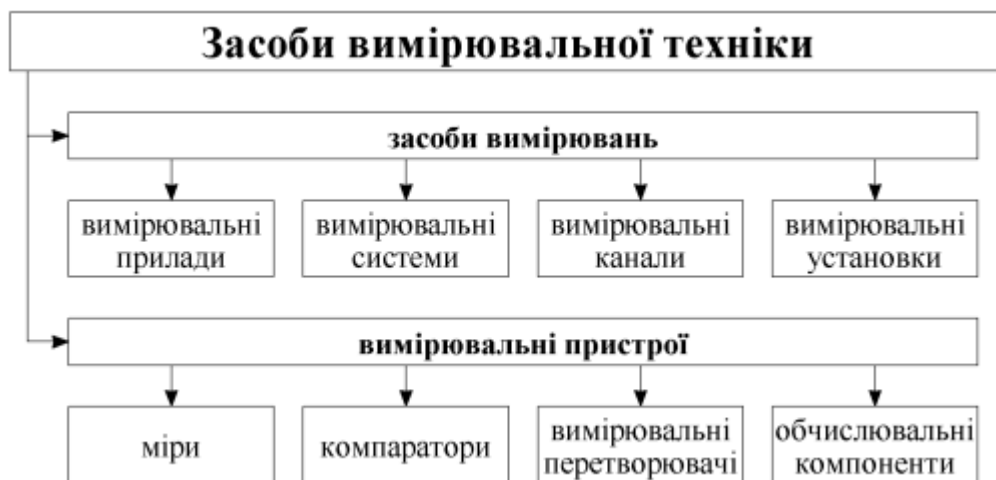 Засоби вимірювальної техніки
засоби вимірювань
вимірювальні
прилади
вимірювальні
системи
вимірювальні
канали
вимірювальні
установки
вимірювальні пристрої
міри
компаратори
вимірювальні
перетворювачі
обчислювальні
компоненти